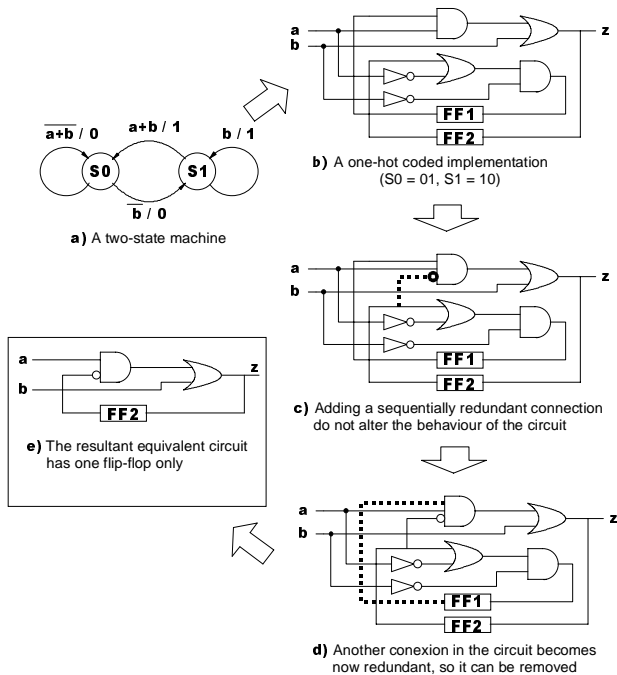 a
b
z
FF1
FF2
b) A one-hot coded implementation
(S0 = 01, S1 = 10)
a+b / 0
a+b / 1
b / 1
S0
S1
b / 0
a) A two-state machine
a
b
z
FF1
FF2
c) Adding a sequentially redundant connection
do not alter the behaviour of the circuit
a
b
z
FF2
e) The resultant equivalent circuit
has one flip-flop only
a
b
z
FF1
FF2
d) Another conexion in the circuit becomes
now redundant, so it can be removed